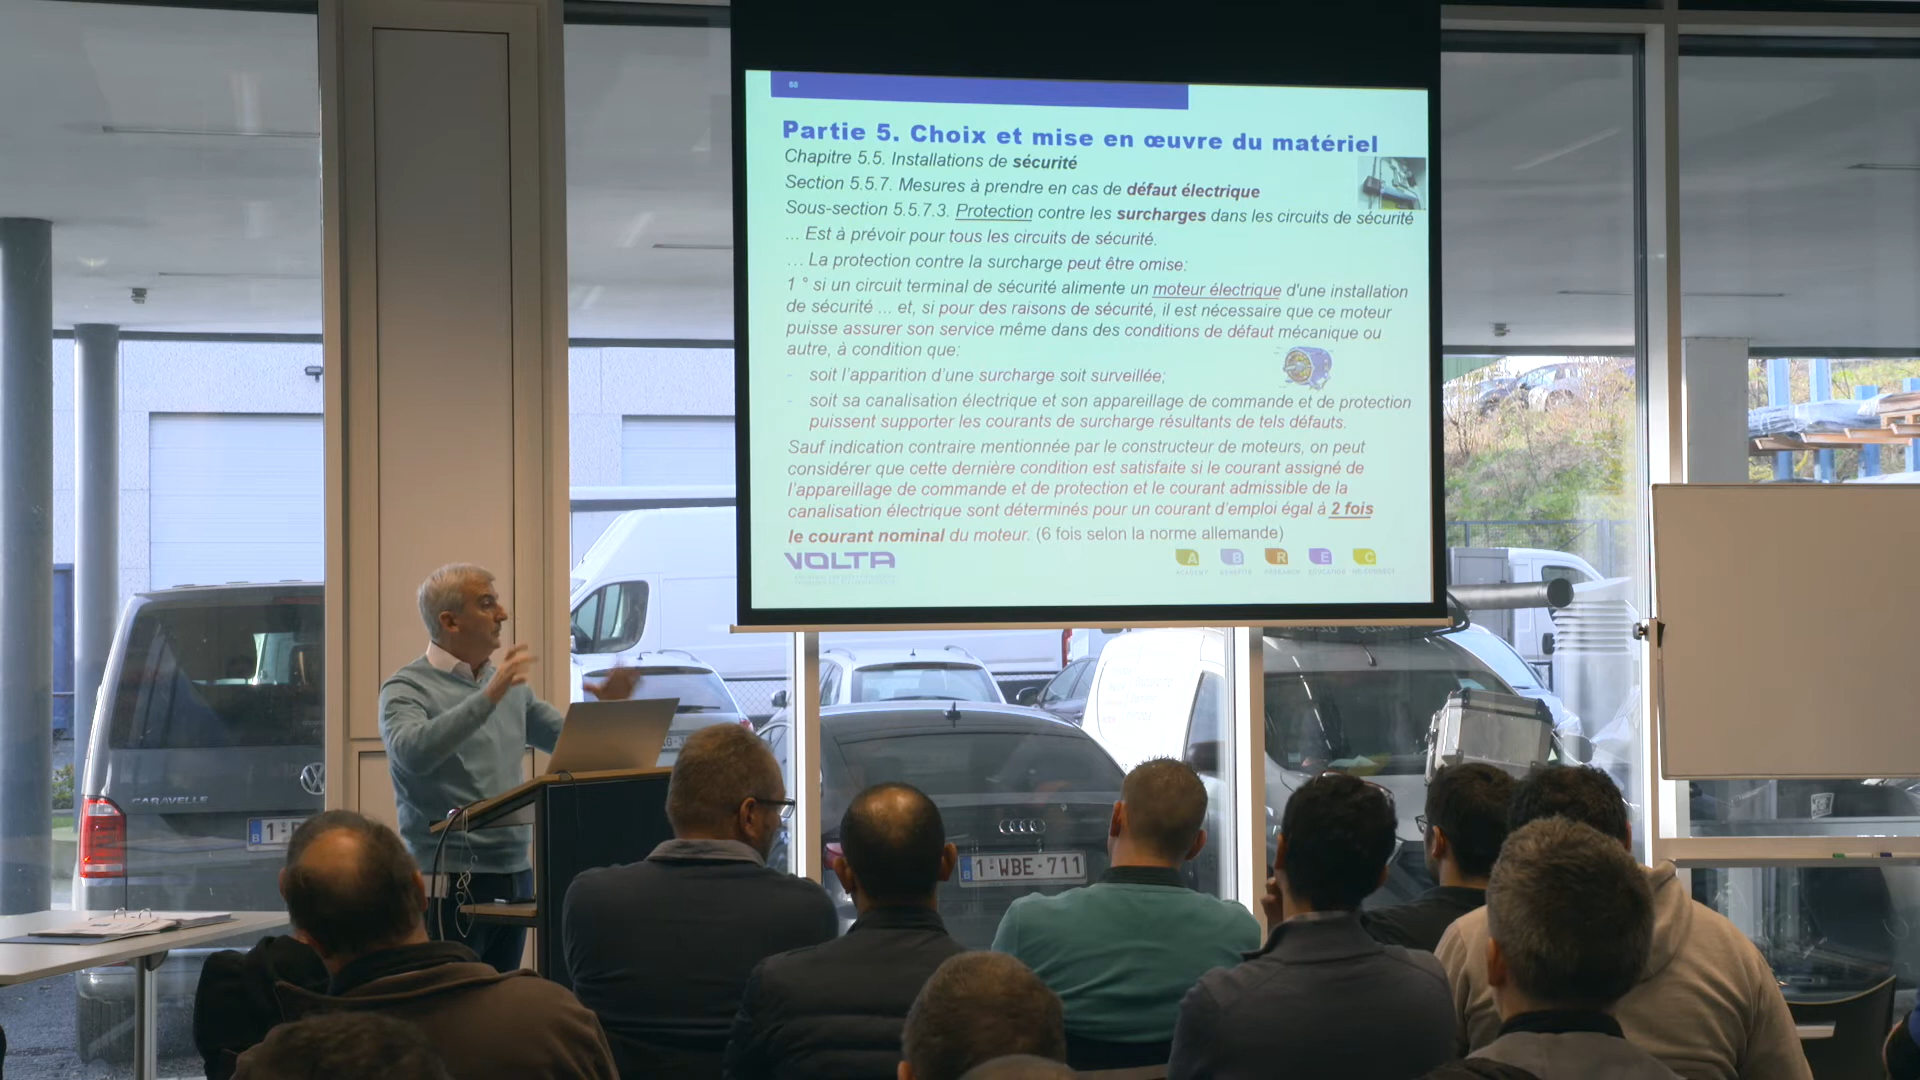 68
Partie 5. Choix et mise en œuvre du matériel
Chapitre 5.5. Installations de sécurité
Section 5.5.7. Mesures à prendre en cas de défaut électrique
Sous-section 5.5.7.3. Protection contre les surcharges dans les circuits de sécurité
... Est à prévoir pour tous les circuits de sécurité.
... La protection contre la surcharge peut être omise:
1 ° si un circuit terminal de sécurité alimente un moteur électrique d'une installation
de sécurité ... et, si pour des raisons de sécurité, il est nécessaire que ce moteur
puisse assurer son service même dans des conditions de défaut mécanique ou
autre, à condition que:
- soit l'apparition d'une surcharge soit surveillée;
- soit sa canalisation électrique et son appareillage de commande et de protection
puissent supporter les courants de surcharge résultants de tels défauts.
Sauf indication contraire mentionnée par le constructeur de moteurs, on peut
considérer que cette dernière condition est satisfaite si le courant assigné de
l'appareillage de commande et de protection et le courant admissible de la
canalisation électrique sont déterminés pour un courant d'emploi égal à 2 fois
le courant nominal du moteur. (6 fois selon la norme allemande)
VOLTA
A B R E C
ACADEMY BENEFITS RESEARCH EDUCATION
CARAVELLE
B 1-WBE-711